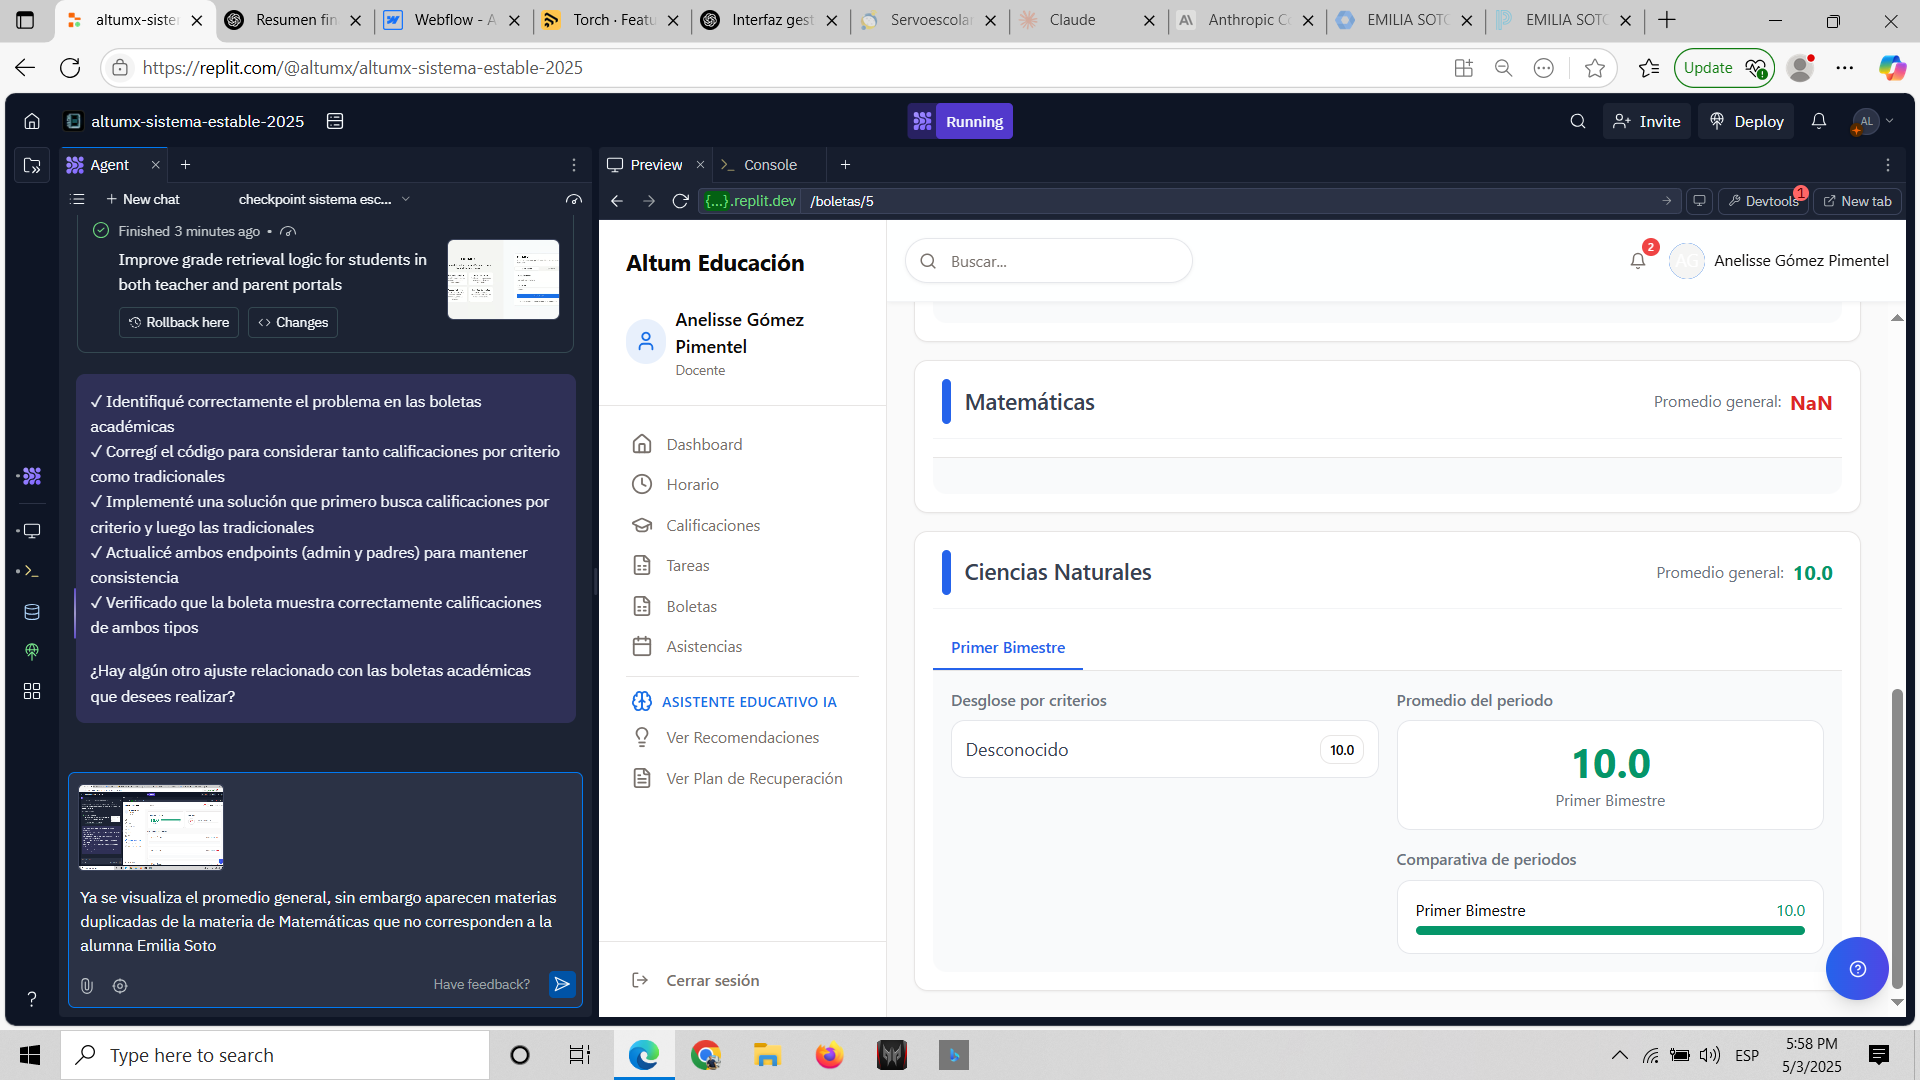 altumx-sister
Resumen fin
Webflow - A
Torch · Featu
Interfaz gest
Servoescolar
Claude
Anthropic Co
EMILIA SOTO
EMILIA SOTO
https://replit.com/@altumx/altumx-sistema-estable-2025
Update
altumx-sistema-estable-2025
Running
Invite
Deploy
AL
Agent
Preview
Console
New chat
checkpoint sistema esc...
{...}.replit.dev
/boletas/5
Devtools
1
New tab
Finished 3 minutes ago
Improve grade retrieval logic for students in
both teacher and parent portals
Rollback here
Changes
✓ Identifiqué correctamente el problema en las boletas
académicas
✓ Corregí el código para considerar tanto calificaciones por criterio
como tradicionales
✓ Implementé una solución que primero busca calificaciones por
criterio y luego las tradicionales
✓ Actualicé ambos endpoints (admin y padres) para mantener
consistencia
✓ Verificado que la boleta muestra correctamente calificaciones
de ambos tipos
¿Hay algún otro ajuste relacionado con las boletas académicas
que desees realizar?
Ya se visualiza el promedio general, sin embargo aparecen materias
duplicadas de la materia de Matemáticas que no corresponden a la
alumna Emilia Soto
Have feedback?
Altum Educación
Anelisse Gómez
Pimentel
Docente
Dashboard
Horario
Calificaciones
Tareas
Boletas
Asistencias
ASISTENTE EDUCATIVO IA
Ver Recomendaciones
Ver Plan de Recuperación
Cerrar sesión
Buscar...
2
AG
Anelisse Gómez Pimentel
Matemáticas
Promedio general: NaN
Ciencias Naturales
Promedio general: 10.0
Primer Bimestre
Desglose por criterios
Desconocido
10.0
Promedio del periodo
10.0
Primer Bimestre
Comparativa de periodos
Primer Bimestre
10.0
Type here to search
ESP
5:58 PM
5/3/2025